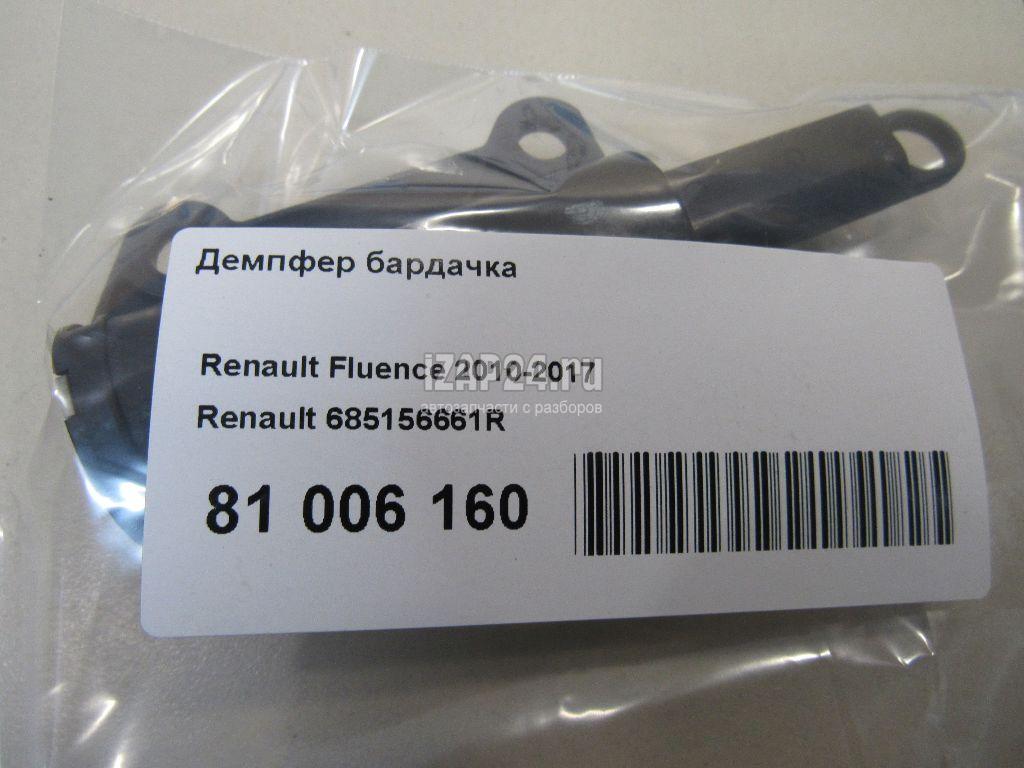 Демпфер бардачка
Renault Fluence 2010-2017
iZAP24.ru
автозапчасти с разборов
Renault 685156661R
81 006 160